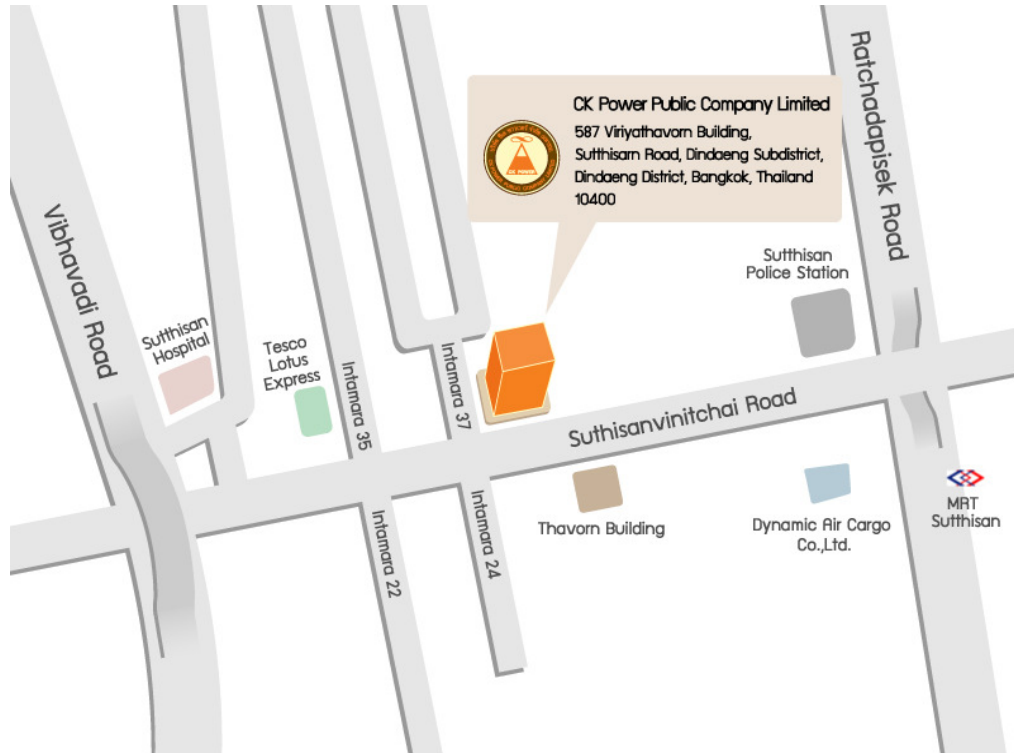 CK Power Public Company Limited
587 Viriyathavorn Building,
Sutthisarn Road, Dindaeng Subdistrict,
Dindaeng District, Bangkok, Thailand
10400
CK POWER
Ratchadapisek Road
Vibhavadi Road
Sutthisan
Police Station
Sutthisan
Hospital
Tesco
Lotus
Express
Intamara 35
Intamara 37
Suthisanvinitchai Road
Intamara 22
Intamara 24
Thavorn Building
Dynamic Air Cargo
Co.,Ltd.
MRT
Sutthisan